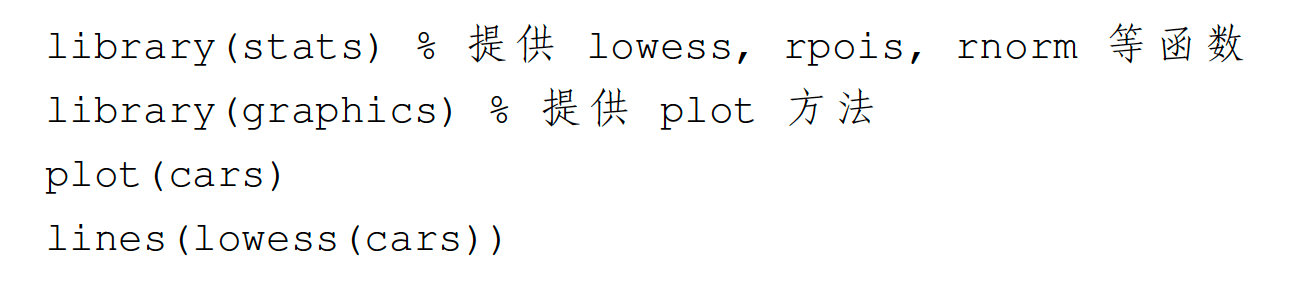 library(stats) % 提供 lowess, rpois, rnorm 等函数
library(graphics) % 提供 plot 方法
plot(cars)
lines(lowess(cars))